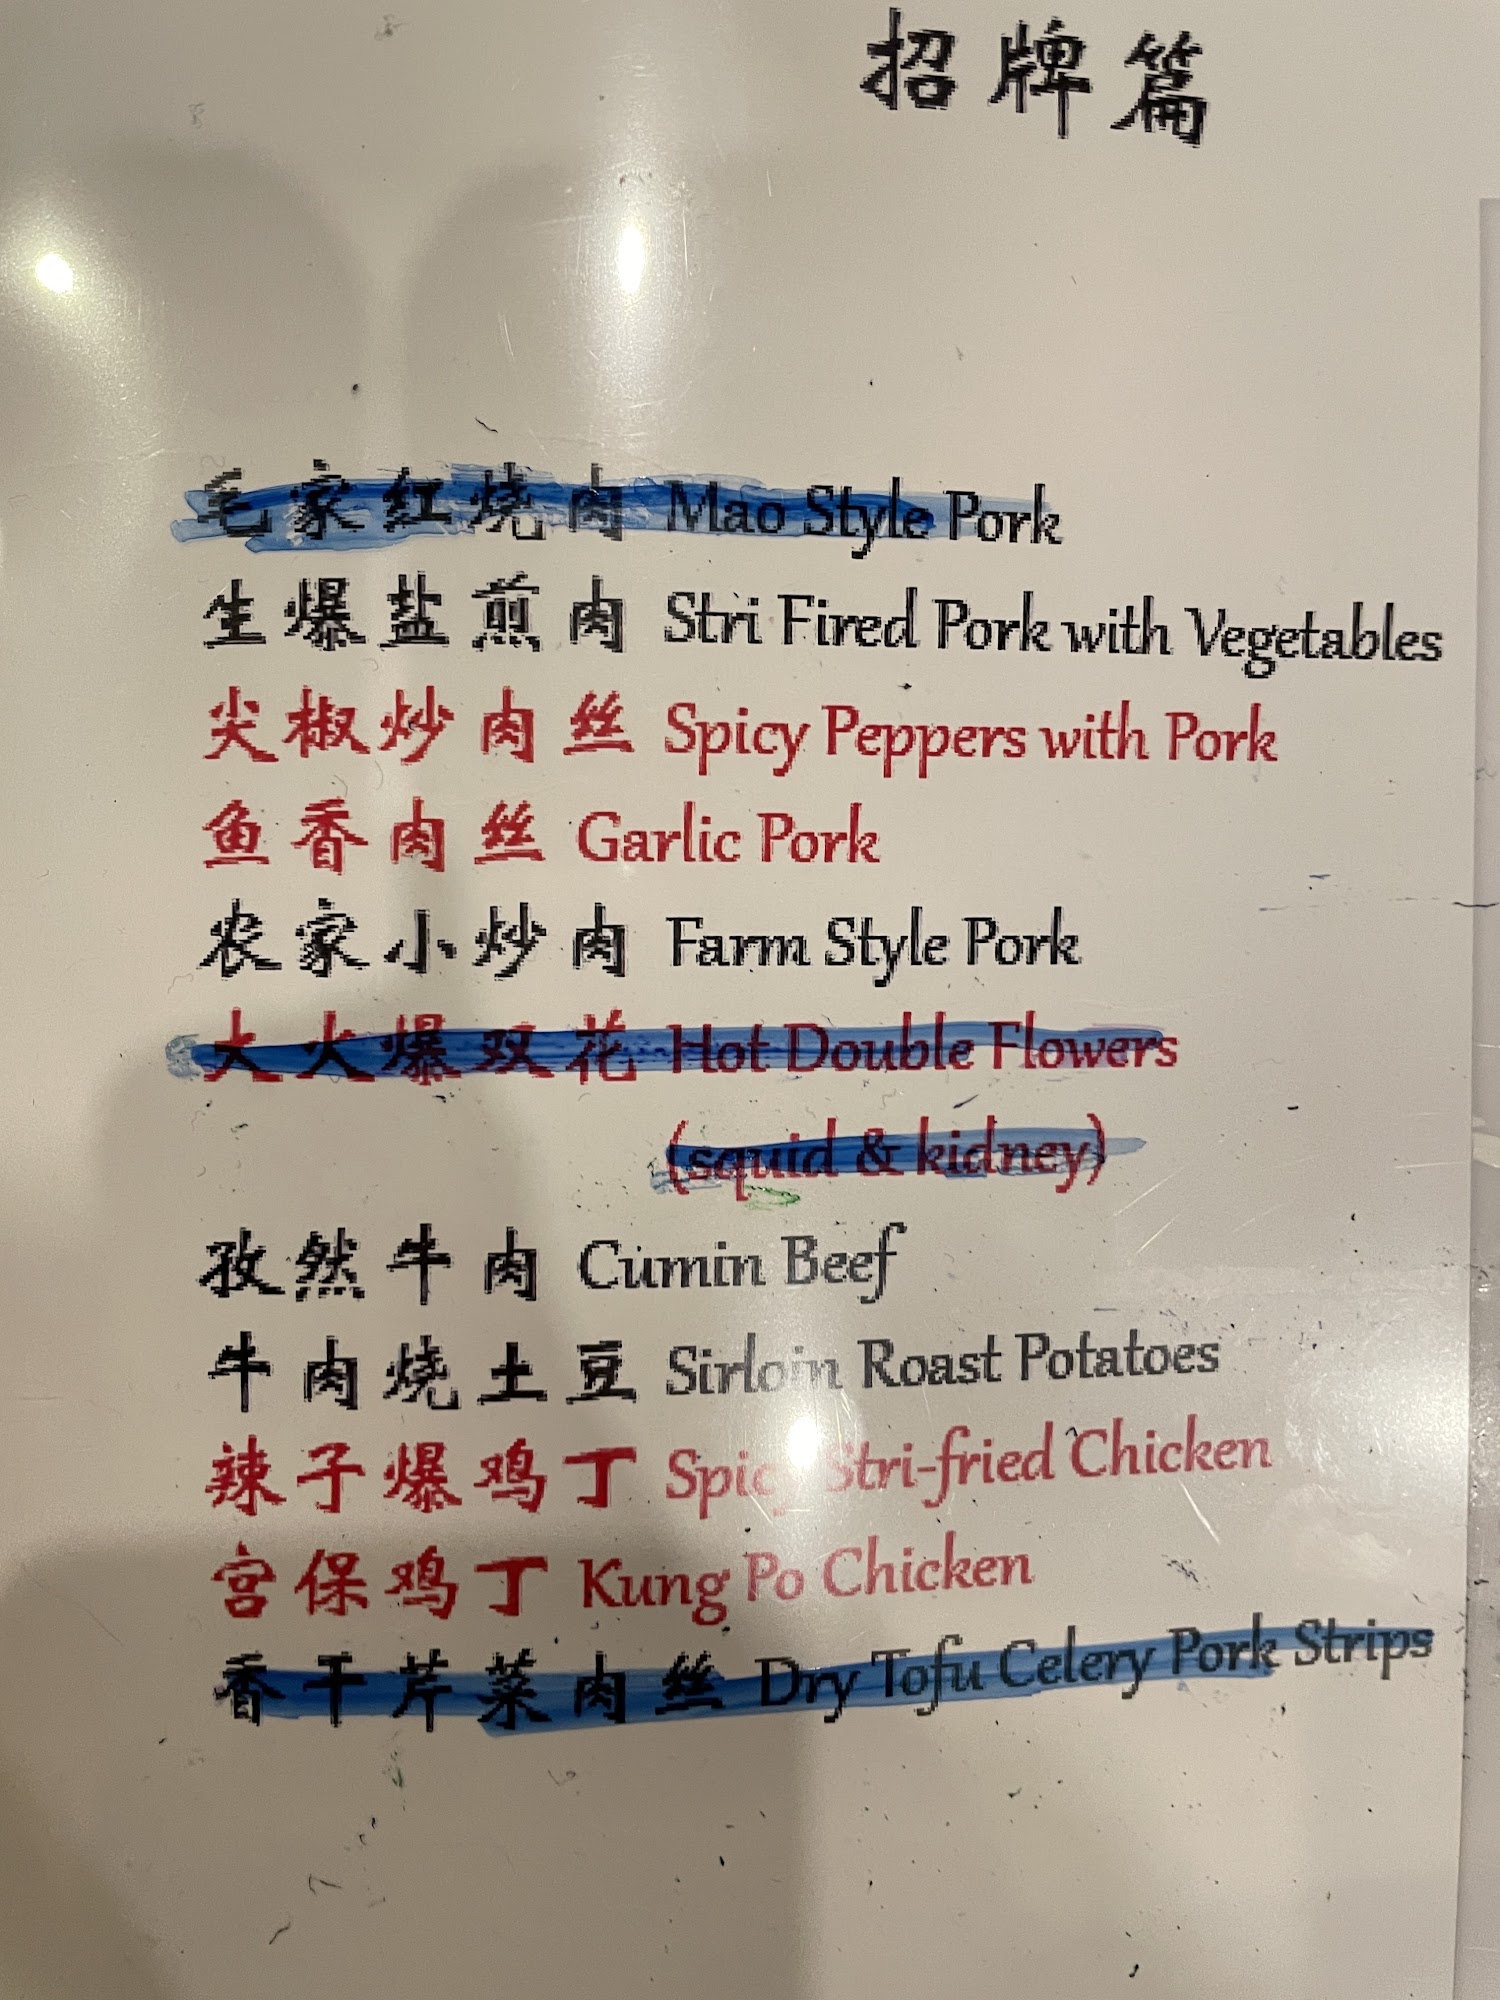 招牌篇
毛家红烧肉 Mao Style Pork
生爆盐煎肉 Stri Fired Pork with Vegetables
尖椒炒肉丝 Spicy Peppers with Pork
鱼香肉丝 Garlic Pork
农家小炒肉 Farm Style Pork
大火爆双花 Hot Double Flowers
(squid & kidney)
孜然牛肉 Cumin Beef
牛肉烧土豆 Sirloin Roast Potatoes
辣子爆鸡丁 Spicy Stri-fried Chicken
宫保鸡丁 Kung Po Chicken
香干芹菜肉丝 Dry Tofu Celery Pork Strips